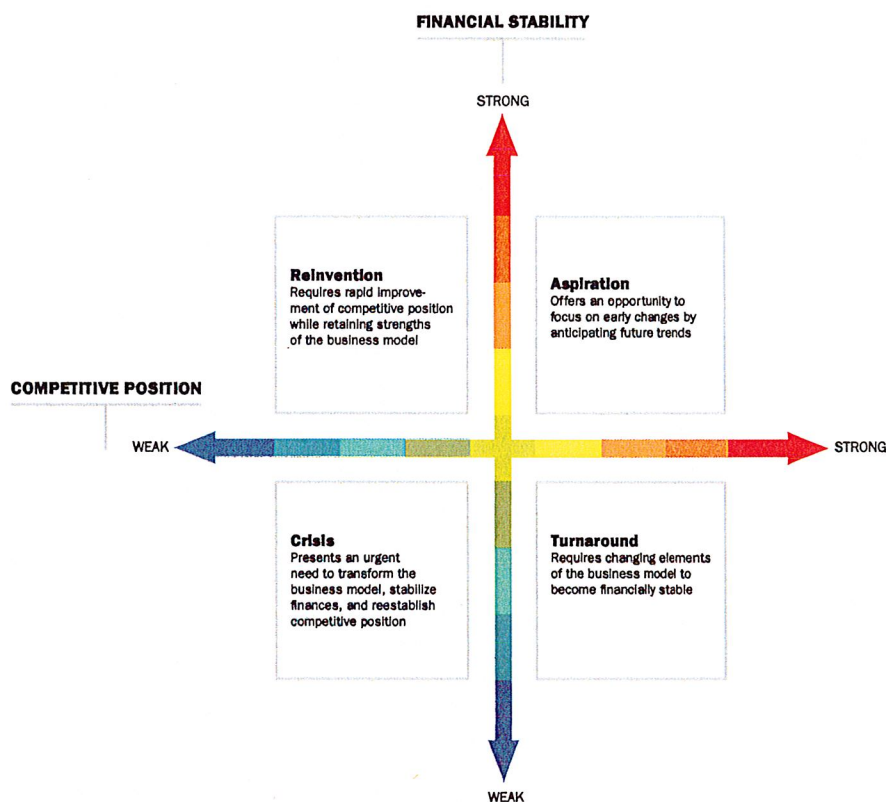 FINANCIAL STABILITY
STRONG
Reinvention
Requires rapid improve-
ment of competitive position
while retaining strengths
of the business model
Aspiration
Offers an opportunity to
focus on early changes by
anticipating future trends
COMPETITIVE POSITION
WEAK
STRONG
Crisis
Presents an urgent
need to transform the
business model, stabilize
finances, and reestablish
competitive position
Turnaround
Requires changing elements
of the business model to
become financially stable
WEAK